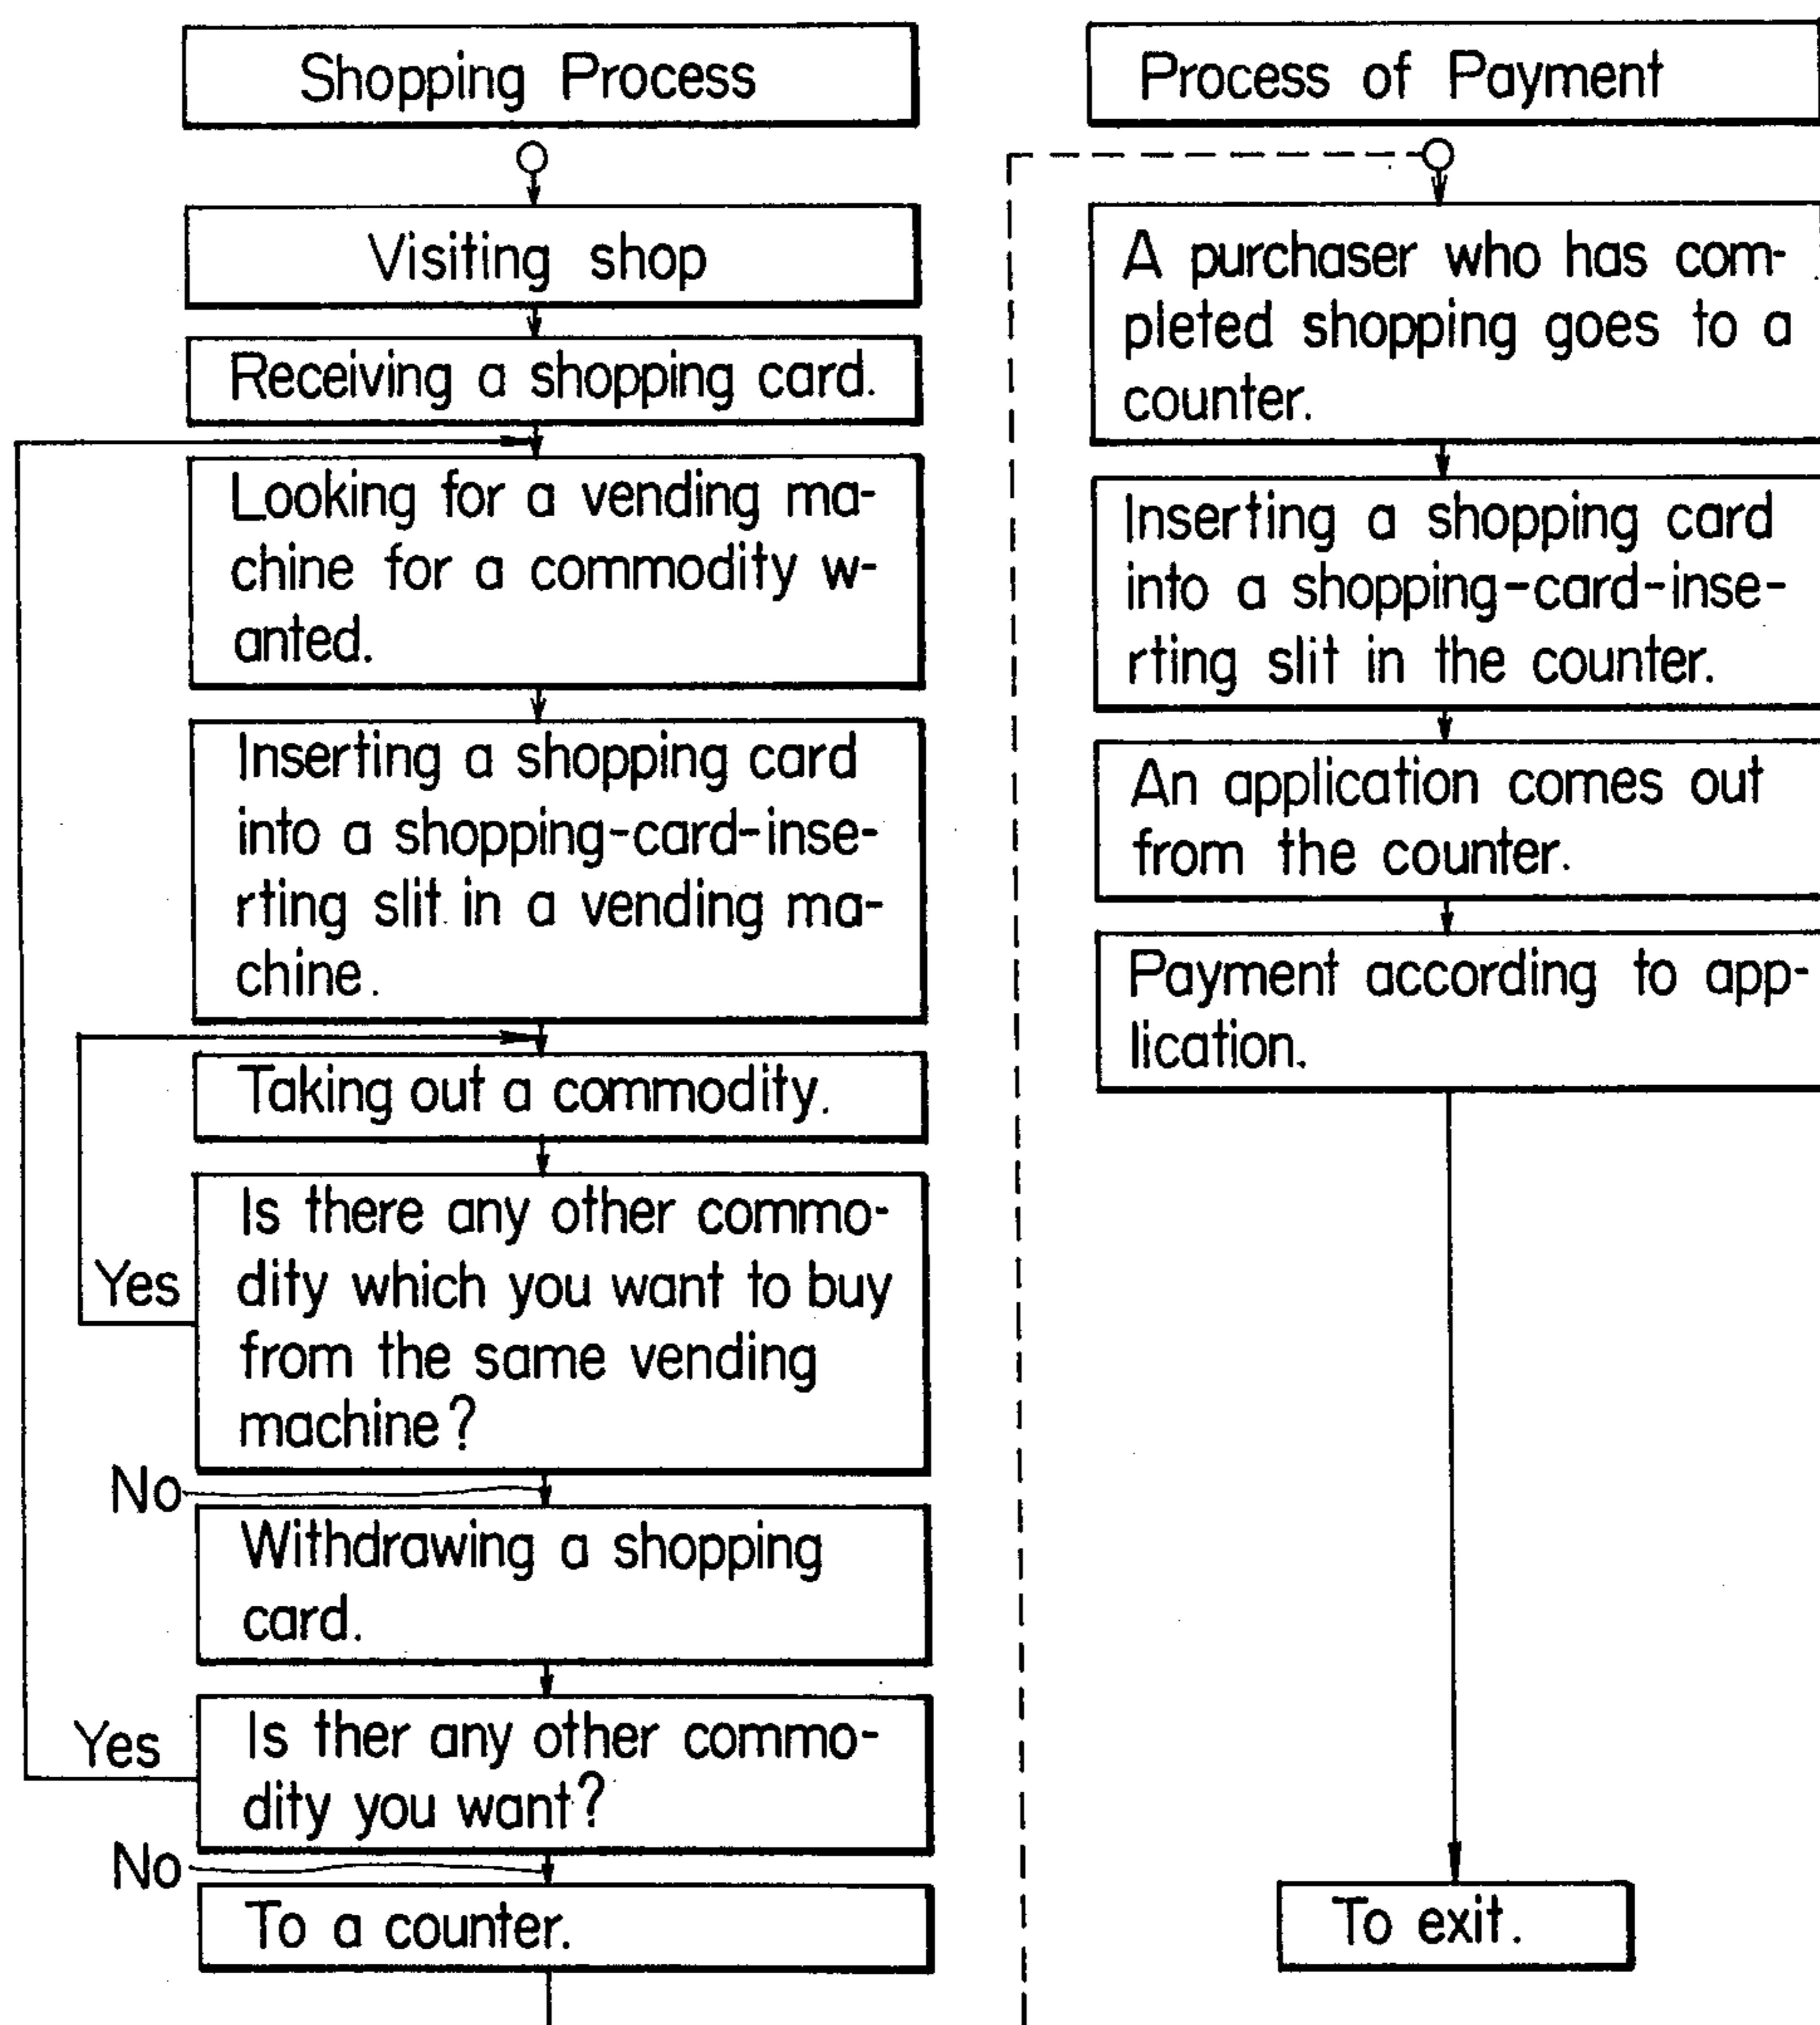 Shopping Process
Visiting shop
Receiving a shopping card.
Looking for a vending ma-
chine for a commodity w-
anted.
Inserting a shopping card
into a shopping-card-inse-
rting slit in a vending ma-
chine.
Taking out a commodity.
Is there any other commo-
dity which you want to buy
from the same vending
machine?
Yes
No
Withdrawing a shopping
card.
Is ther any other commo-
dity you want?
Yes
No
To a counter.
Process of Payment
A purchaser who has com-
pleted shopping goes to a
counter.
Inserting a shopping card
into a shopping-card-inse-
rting slit in the counter.
An application comes out
from the counter.
Payment according to app-
lication.
To exit.